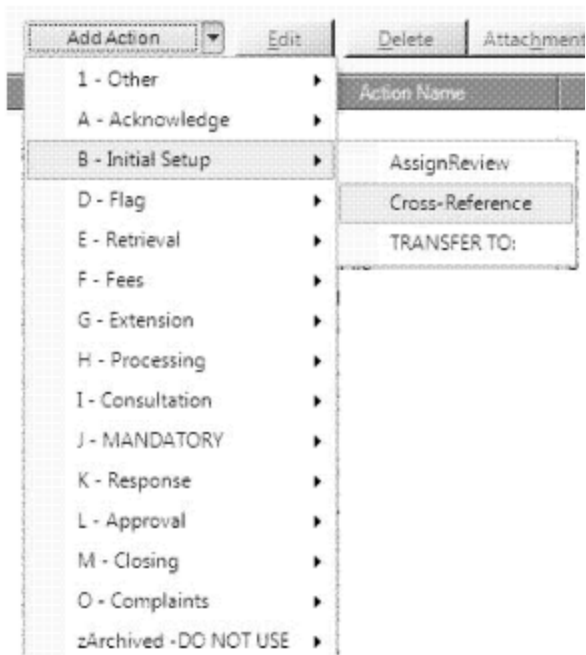 Add Action Edit Delete Attachment
Action Name
1 - Other
A - Acknowledge
B - Initial Setup
D - Flag
E - Retrieval
F - Fees
G - Extension
H - Processing
I - Consultation
J - MANDATORY
K - Response
L - Approval
M - Closing
O - Complaints
zArchived -DO NOT USE
AssignReview
Cross-Reference
TRANSFER TO: